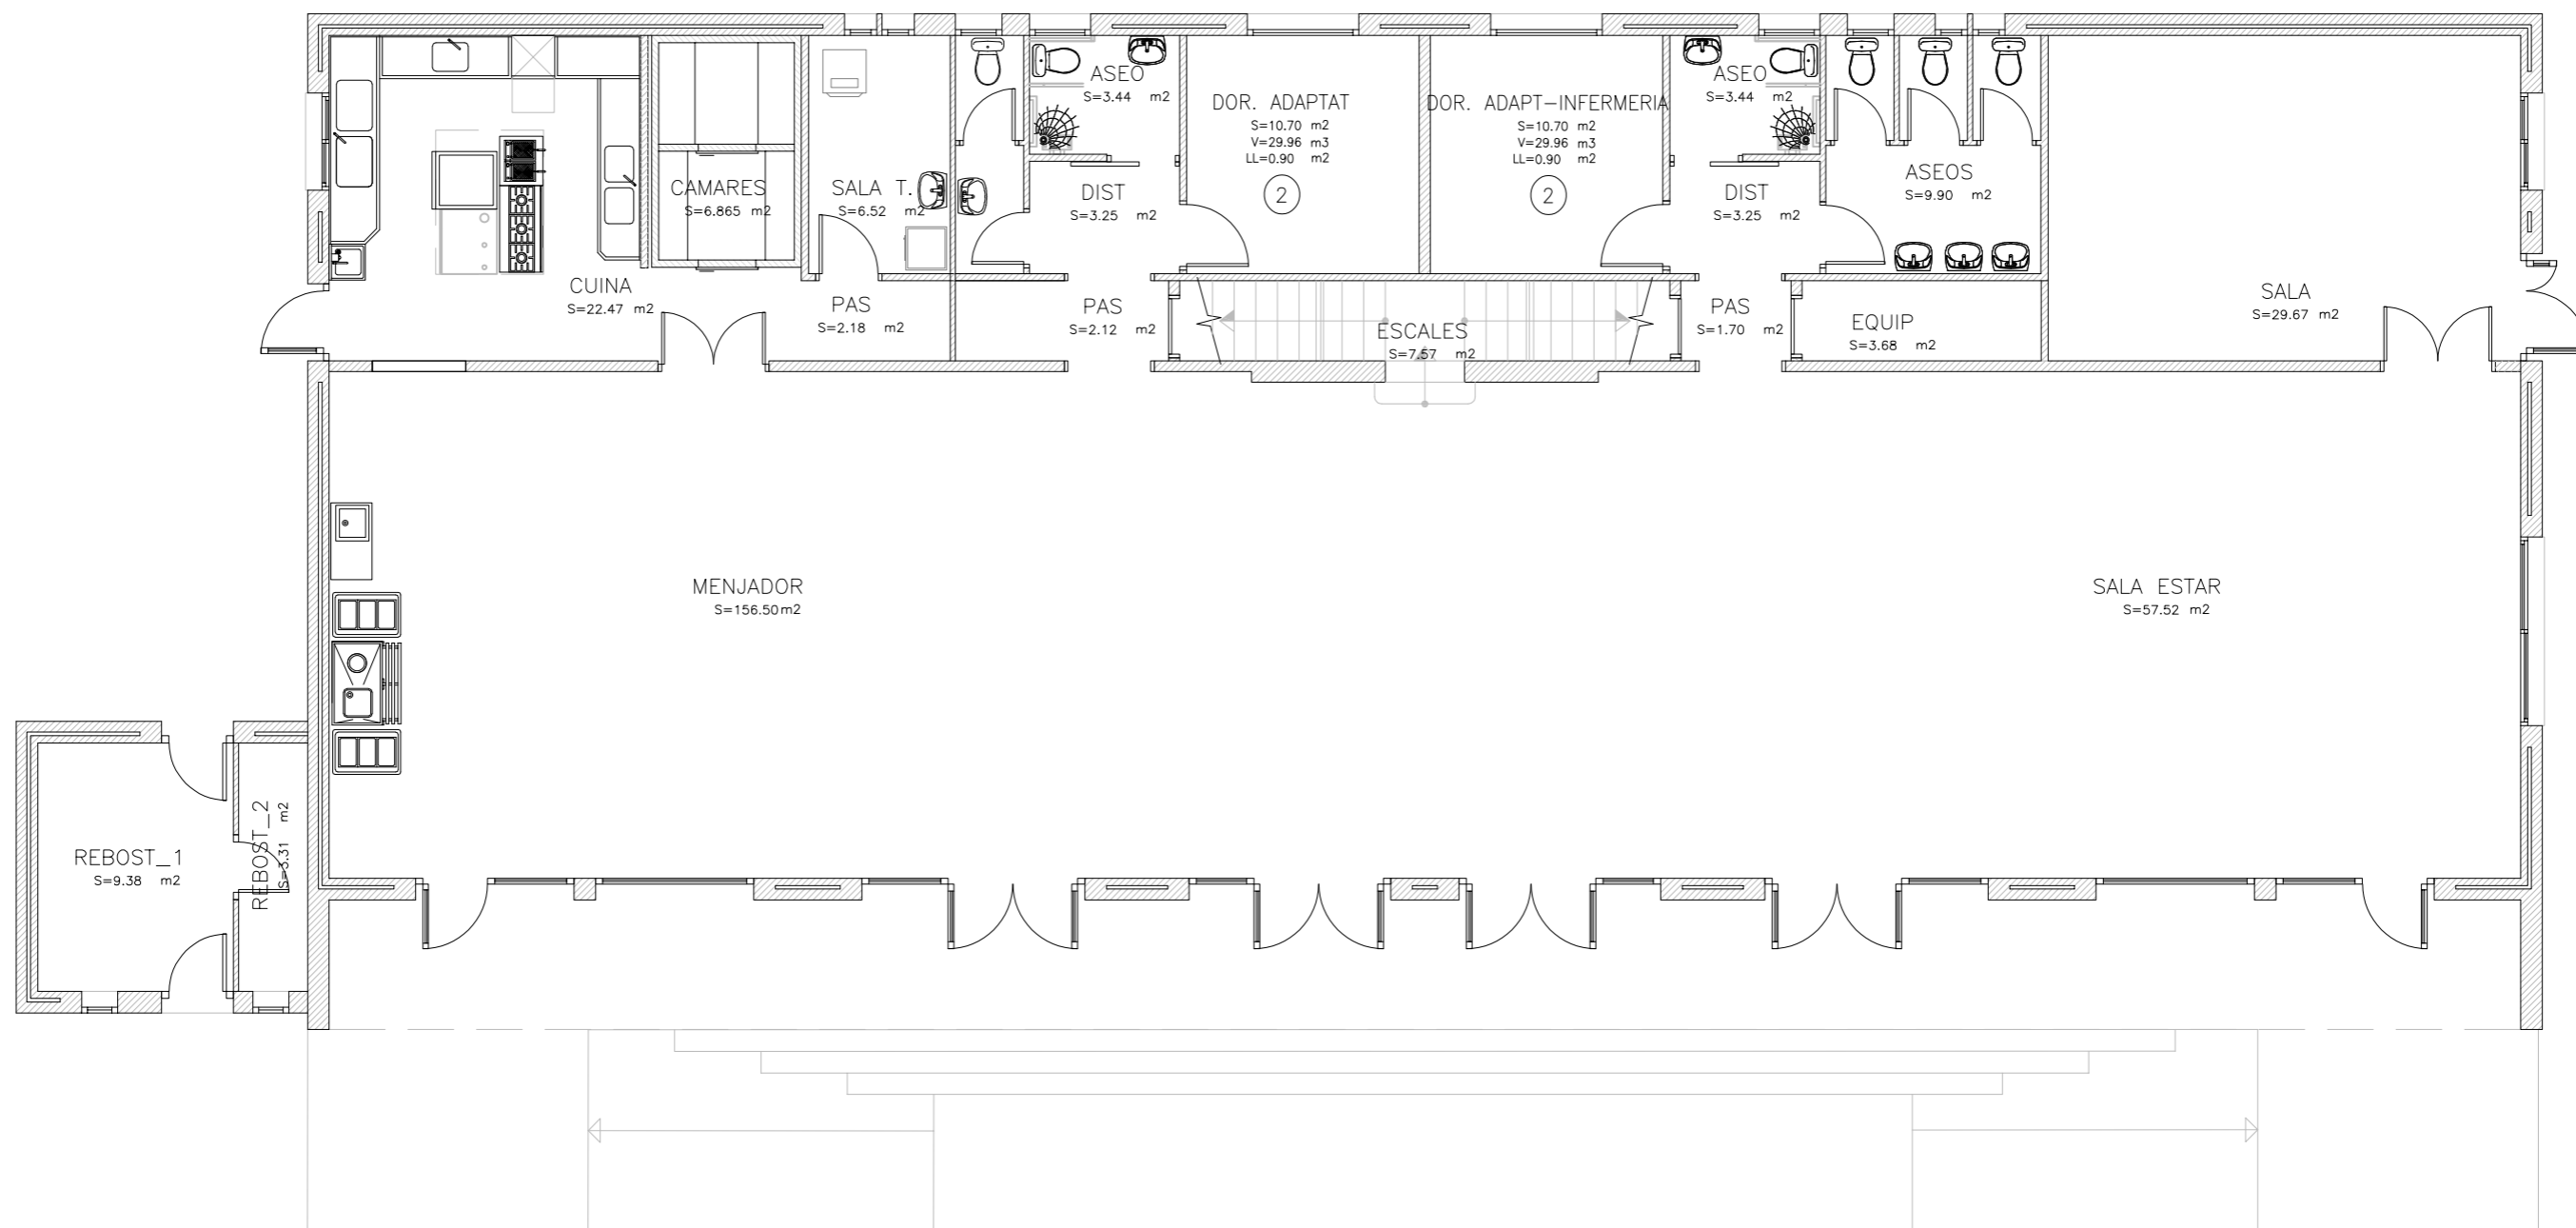 ASEO
S=3.44 m2
ASEO
S=3.44 m2
DOR. ADAPTAT
S=10.70 m2
V=29.96 m3
LL=0.90 m2
2
DOR. ADAPT-INFERMERIA
S=10.70 m2
V=29.96 m3
LL=0.90 m2
2
CAMARES
S=6.865 m2
SALA T.
S=6.52 m2
DIST
S=3.25 m2
DIST
S=3.25 m2
ASEOS
S=9.90 m2
CUINA
S=22.47 m2
PAS
S=2.18 m2
PAS
S=2.12 m2
ESCALES
S=7.57 m2
PAS
S=1.70 m2
EQUIP
S=3.68 m2
SALA
S=29.67 m2
MENJADOR
S=156.50 m2
SALA ESTAR
S=57.52 m2
REBOST_1
S=9.38 m2
REBOST_2
S=3.31 m2